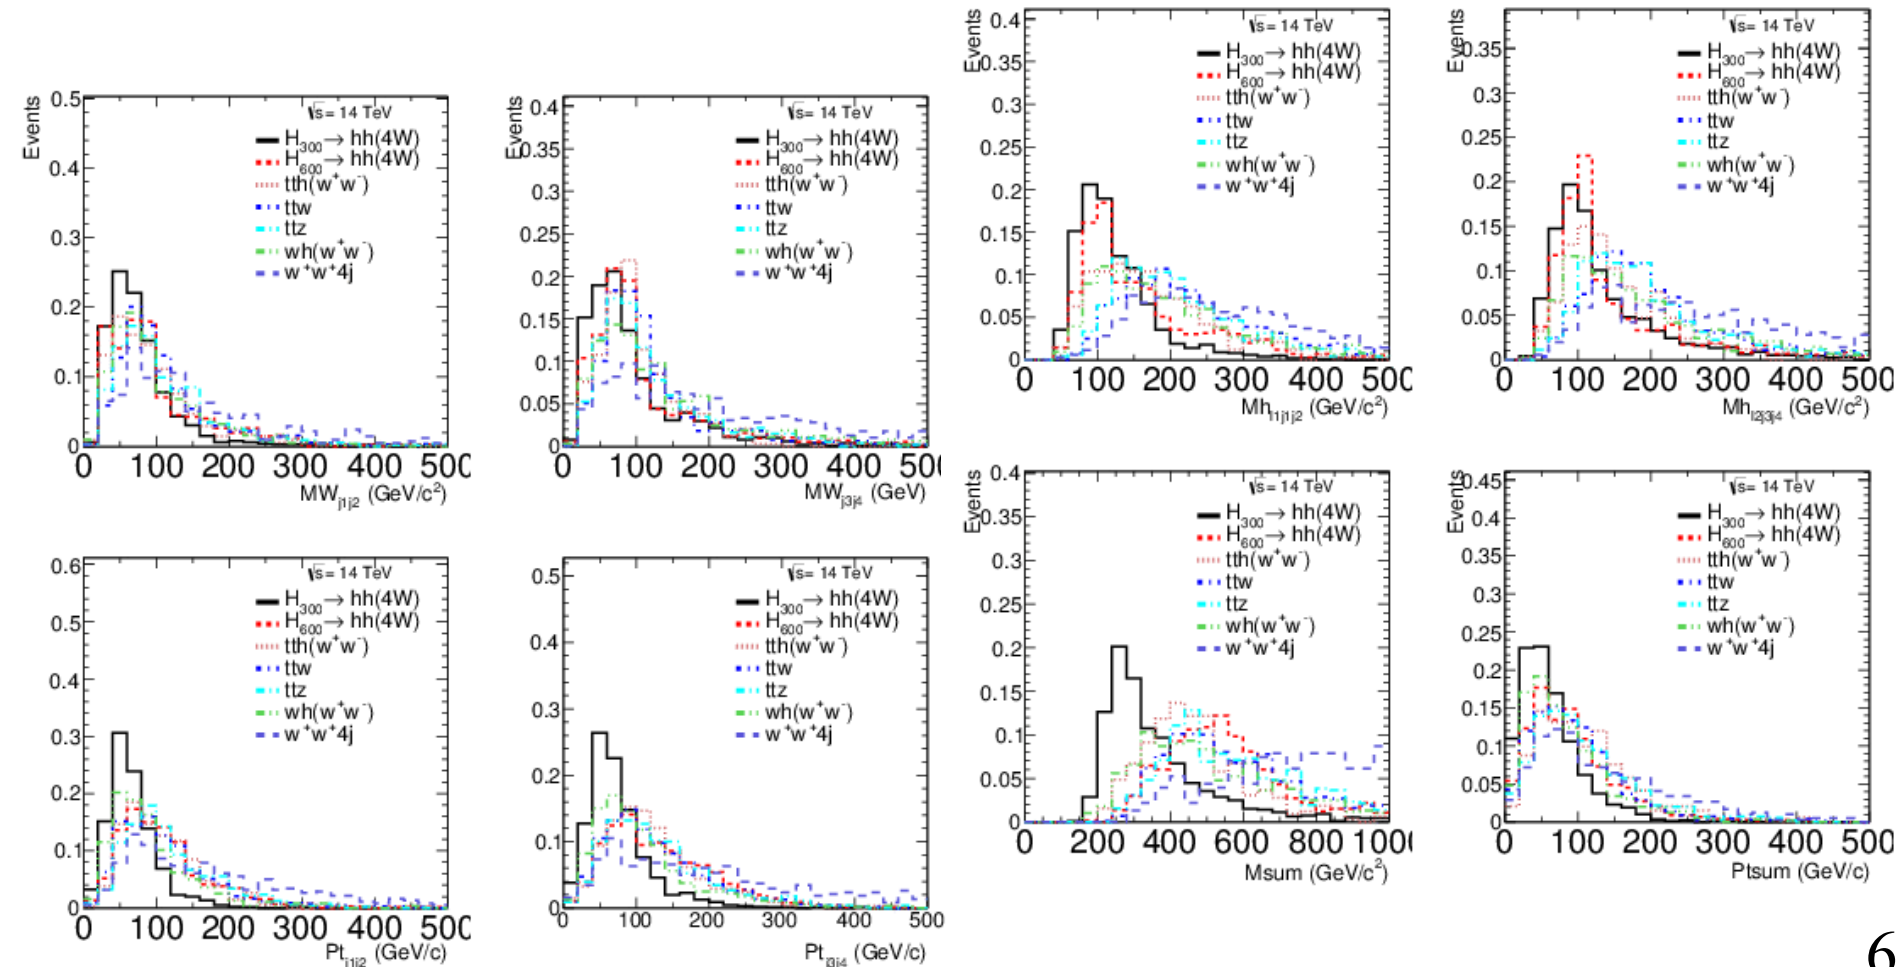 Events
0.5
0.4
0.3
0.2
0.1
0
√s= 14 TeV
H300→ hh(4W)
H600→ hh(4W)
tth(w+w-)
ttw
ttz
wh(w+w-)
w+w+4j
0 100 200 300 400 500
MWj1j2 (GeV/c2)
Events
0.4
0.35
0.3
0.25
0.2
0.15
0.1
0.05
0
√s= 14 TeV
H300→ hh(4W)
H600→ hh(4W)
tth(w+w-)
ttw
ttz
wh(w+w-)
w+w+4j
0 100 200 300 400 500
MWj3j4 (GeV)
Events
0.4
0.35
0.3
0.25
0.2
0.15
0.1
0.05
0
√s= 14 TeV
H300→ hh(4W)
H600→ hh(4W)
tth(w+w-)
ttw
ttz
wh(w+w-)
w+w+4j
0 100 200 300 400 500
Mhl1j1j2 (GeV/c2)
Events
0.35
0.3
0.25
0.2
0.15
0.1
0.05
0
√s= 14 TeV
H300→ hh(4W)
H600→ hh(4W)
tth(w+w-)
ttw
ttz
wh(w+w-)
w+w+4j
0 100 200 300 400 500
Mhl2j3j4 (GeV/c2)
0.6
0.5
0.4
0.3
0.2
0.1
0
√s= 14 TeV
H300→ hh(4W)
H600→ hh(4W)
tth(w+w-)
ttw
ttz
wh(w+w-)
w+w+4j
0 100 200 300 400 500
Ptj1j2 (GeV/c)
0.5
0.4
0.3
0.2
0.1
0
√s= 14 TeV
H300→ hh(4W)
H600→ hh(4W)
tth(w+w-)
ttw
ttz
wh(w+w-)
w+w+4j
0 100 200 300 400 500
Ptj3j4 (GeV/c)
Events
0.4
0.35
0.3
0.25
0.2
0.15
0.1
0.05
0
√s= 14 TeV
H300→ hh(4W)
H600→ hh(4W)
tth(w+w-)
ttw
ttz
wh(w+w-)
w+w+4j
0 200 400 600 800 1000
Msum (GeV/c2)
Events
0.45
0.4
0.35
0.3
0.25
0.2
0.15
0.1
0.05
0
√s= 14 TeV
H300→ hh(4W)
H600→ hh(4W)
tth(w+w-)
ttw
ttz
wh(w+w-)
w+w+4j
0 100 200 300 400 500
Ptsum (GeV/c)
6